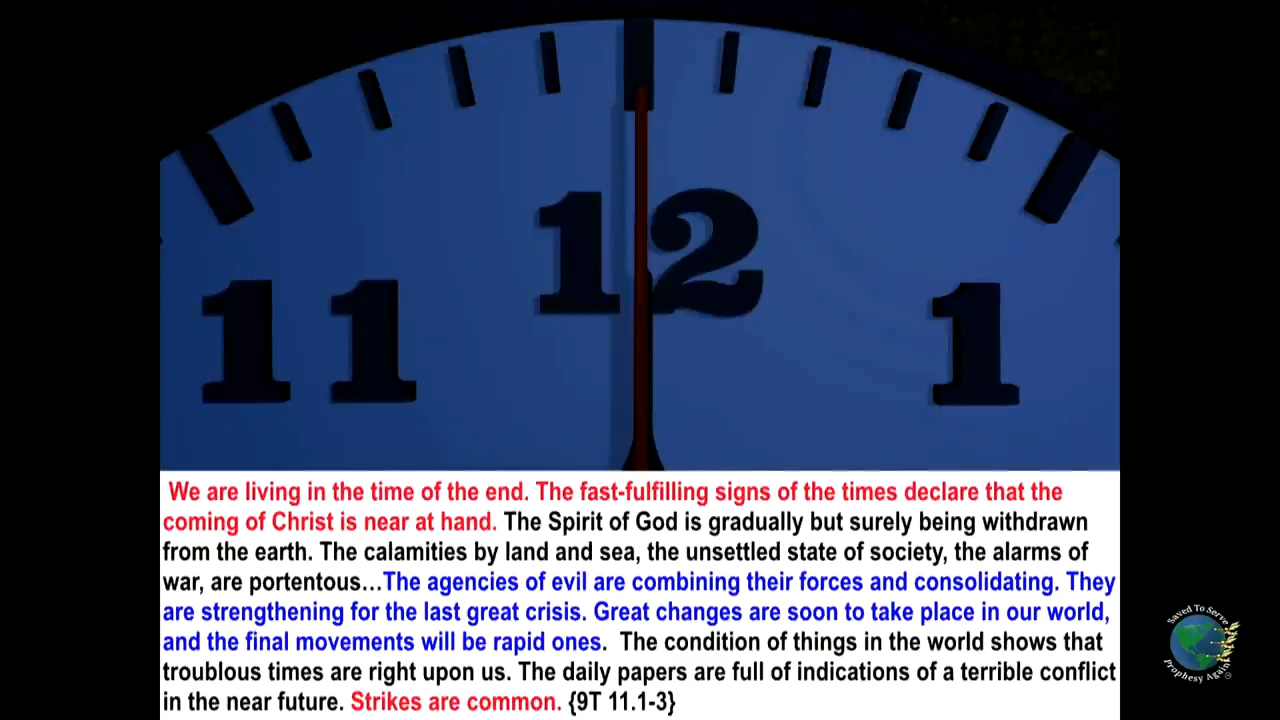 12
11
1
We are living in the time of the end. The fast-fulfilling signs of the times declare that the
coming of Christ is near at hand. The Spirit of God is gradually but surely being withdrawn
from the earth. The calamities by land and sea, the unsettled state of society, the alarms of
war, are portentous…The agencies of evil are combining their forces and consolidating. They
are strengthening for the last great crisis. Great changes are soon to take place in our world,
and the final movements will be rapid ones.  The condition of things in the world shows that
troublous times are right upon us. The daily papers are full of indications of a terrible conflict
in the near future. Strikes are common. {9T 11.1-3}
Saved To Serve
Prophesy Again